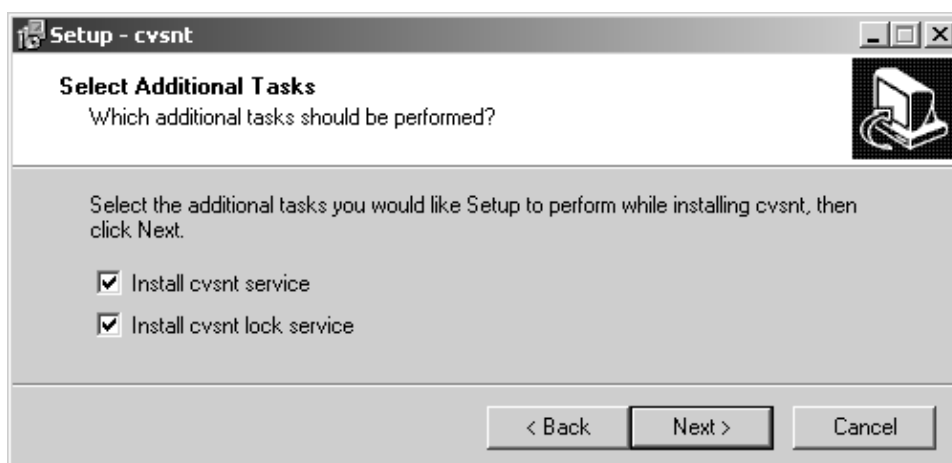 Setup - cvsnt
Select Additional Tasks
Which additional tasks should be performed?
Select the additional tasks you would like Setup to perform while installing cvsnt, then
click Next.
Install cvsnt service
Install cvsnt lock service
< Back Next > Cancel